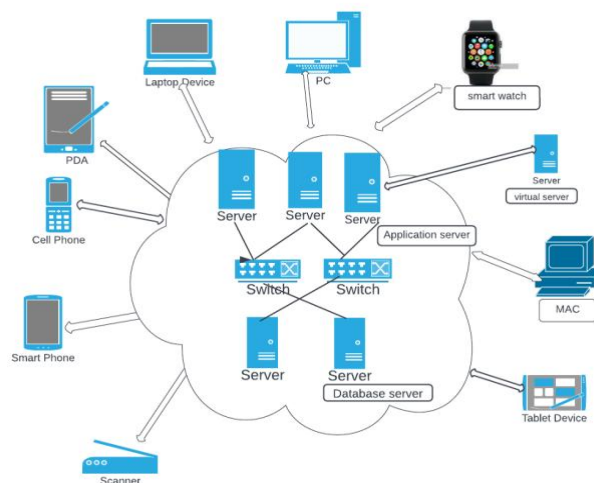 Laptop Device
PC
smart watch
PDA
Server
virtual server
Cell Phone
Server
Server
Server
Application server
Switch
Switch
MAC
Smart Phone
Server
Server
Database server
Tablet Device
Scanner